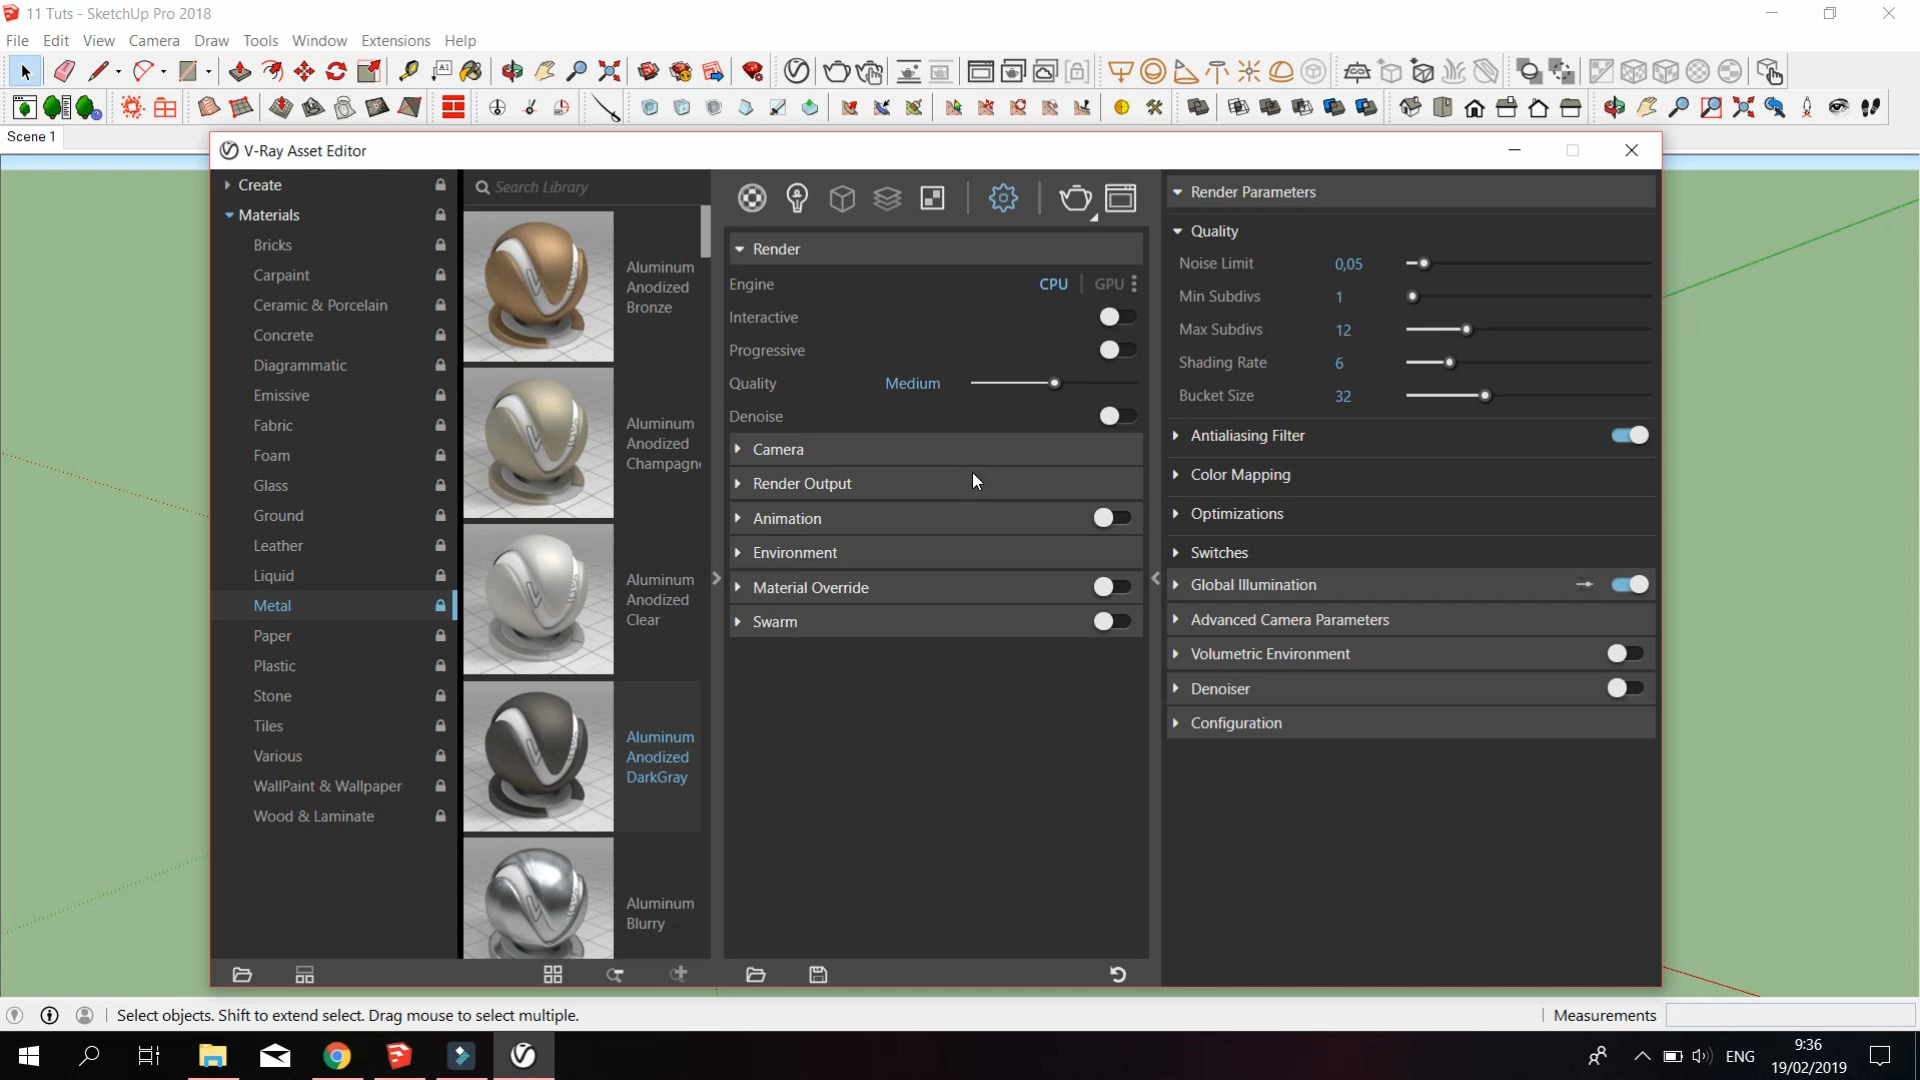 11 Tuts - SketchUp Pro 2018
File Edit View Camera Draw Tools Window Extensions Help
Scene 1
V-Ray Asset Editor
Create
Materials
Bricks
Carpaint
Ceramic & Porcelain
Concrete
Diagrammatic
Emissive
Fabric
Foam
Glass
Ground
Leather
Liquid
Metal
Paper
Plastic
Stone
Tiles
Various
WallPaint & Wallpaper
Wood & Laminate
Search Library
Aluminum
Anodized
Bronze
Aluminum
Anodized
Champagn
Aluminum
Anodized
Clear
Aluminum
Anodized
DarkGray
Aluminum
Blurry
Render
Engine CPU GPU
Interactive
Progressive
Quality Medium
Denoise
Camera
Render Output
Animation
Environment
Material Override
Swarm
Render Parameters
Quality
Noise Limit 0,05
Min Subdivs 1
Max Subdivs 12
Shading Rate 6
Bucket Size 32
Antialiasing Filter
Color Mapping
Optimizations
Switches
Global Illumination
Advanced Camera Parameters
Volumetric Environment
Denoiser
Configuration
Select objects. Shift to extend select. Drag mouse to select multiple.
Measurements
ENG
9:36
19/02/2019